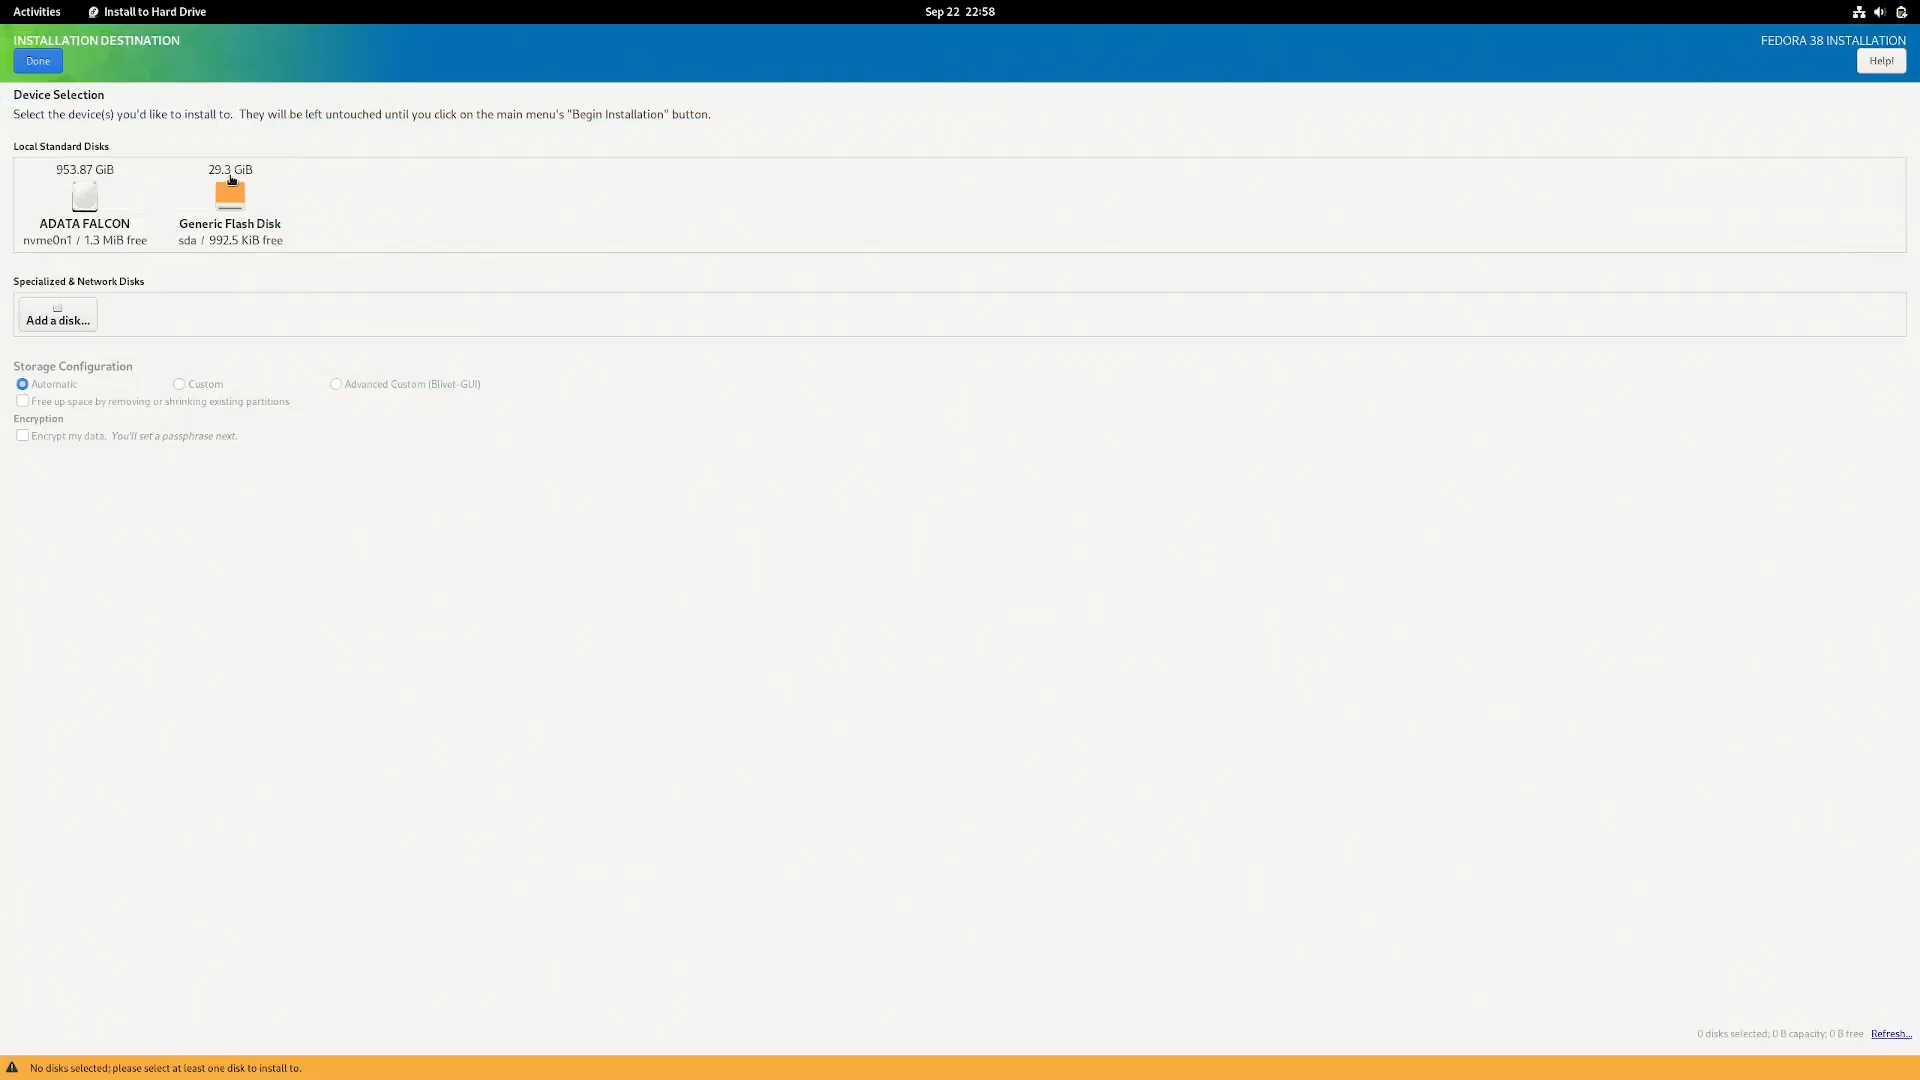 Activities
Install to Hard Drive
Sep 22 22:58
INSTALLATION DESTINATION
FEDORA 38 INSTALLATION
Done
Help!
Device Selection
Select the device(s) you'd like to install to. They will be left untouched until you click on the main menu's "Begin Installation" button.
Local Standard Disks
953.87 GiB
29.3 GiB
ADATA FALCON
Generic Flash Disk
nvme0n1 / 1.3 MiB free
sda / 992.5 KiB free
Specialized & Network Disks
Add a disk...
Storage Configuration
Automatic
Custom
Advanced Custom (Blivet-GUI)
Free up space by removing or shrinking existing partitions
Encryption
Encrypt my data. You'll set a passphrase next.
0 disks selected; 0 B capacity; 0 B free Refresh...
No disks selected; please select at least one disk to install to.